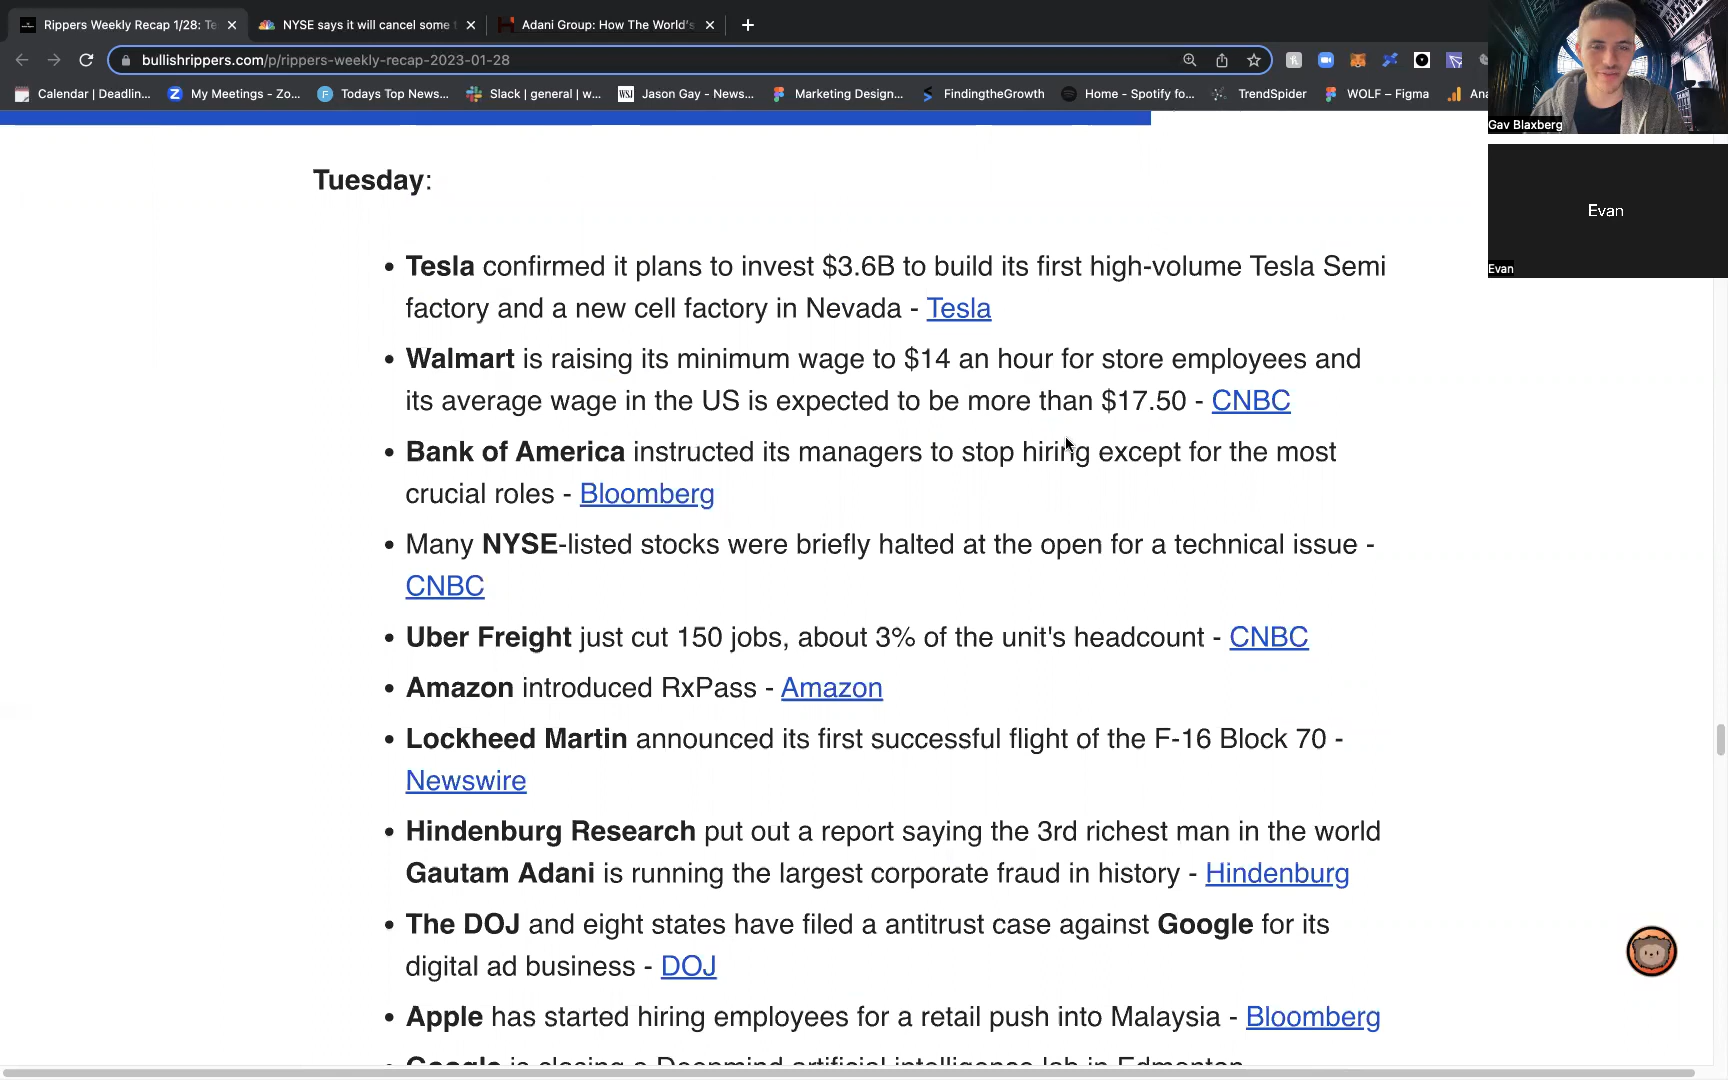 Rippers Weekly Recap 1/28: Te
NYSE says it will cancel some t
Adani Group: How The World's
bullishrippers.com/p/rippers-weekly-recap-2023-01-28
Calendar | Deadlin...
My Meetings - Zo...
Todays Top News...
Slack | general | w...
WSJ
Jason Gay - News...
Marketing Design...
FindingtheGrowth
Home - Spotify fo...
TrendSpider
WOLF – Figma
Ana
Gav Blaxberg
Evan
Evan
Tuesday:
• Tesla confirmed it plans to invest $3.6B to build its first high-volume Tesla Semi
factory and a new cell factory in Nevada - Tesla
• Walmart is raising its minimum wage to $14 an hour for store employees and
its average wage in the US is expected to be more than $17.50 - CNBC
• Bank of America instructed its managers to stop hiring except for the most
crucial roles - Bloomberg
• Many NYSE-listed stocks were briefly halted at the open for a technical issue -
CNBC
• Uber Freight just cut 150 jobs, about 3% of the unit's headcount - CNBC
• Amazon introduced RxPass - Amazon
• Lockheed Martin announced its first successful flight of the F-16 Block 70 -
Newswire
• Hindenburg Research put out a report saying the 3rd richest man in the world
Gautam Adani is running the largest corporate fraud in history - Hindenburg
• The DOJ and eight states have filed a antitrust case against Google for its
digital ad business - DOJ
• Apple has started hiring employees for a retail push into Malaysia - Bloomberg
• Google is closing a Deepmind artificial intelligence lab in Edmonton